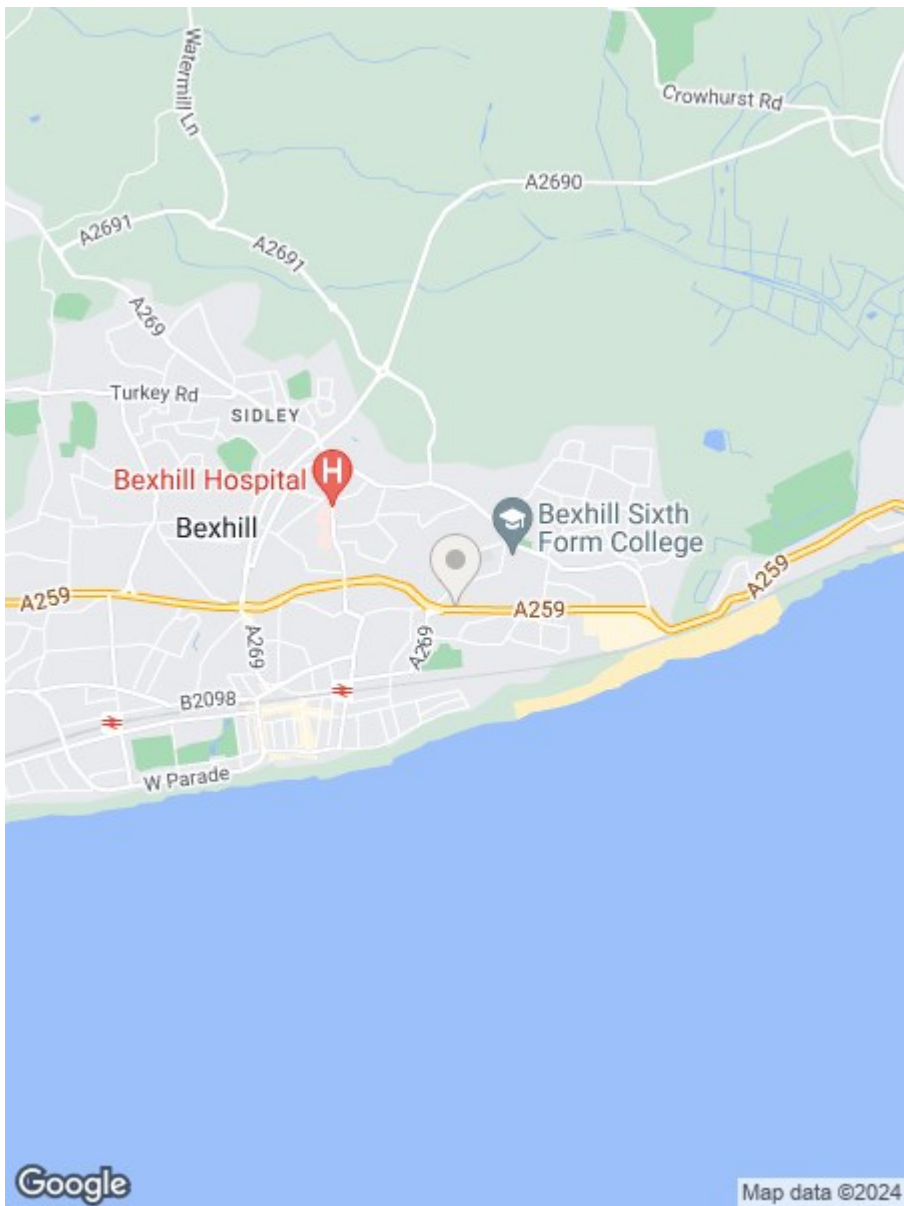 Watermill Ln
Crowhurst Rd
A2690
A2691
A2691
A269
Turkey Rd
SIDLEY
Bexhill Hospital
H
Bexhill
Bexhill Sixth
Form College
A259
A259
A259
A269
A269
B2098
W Parade
Google
Map data ©2024